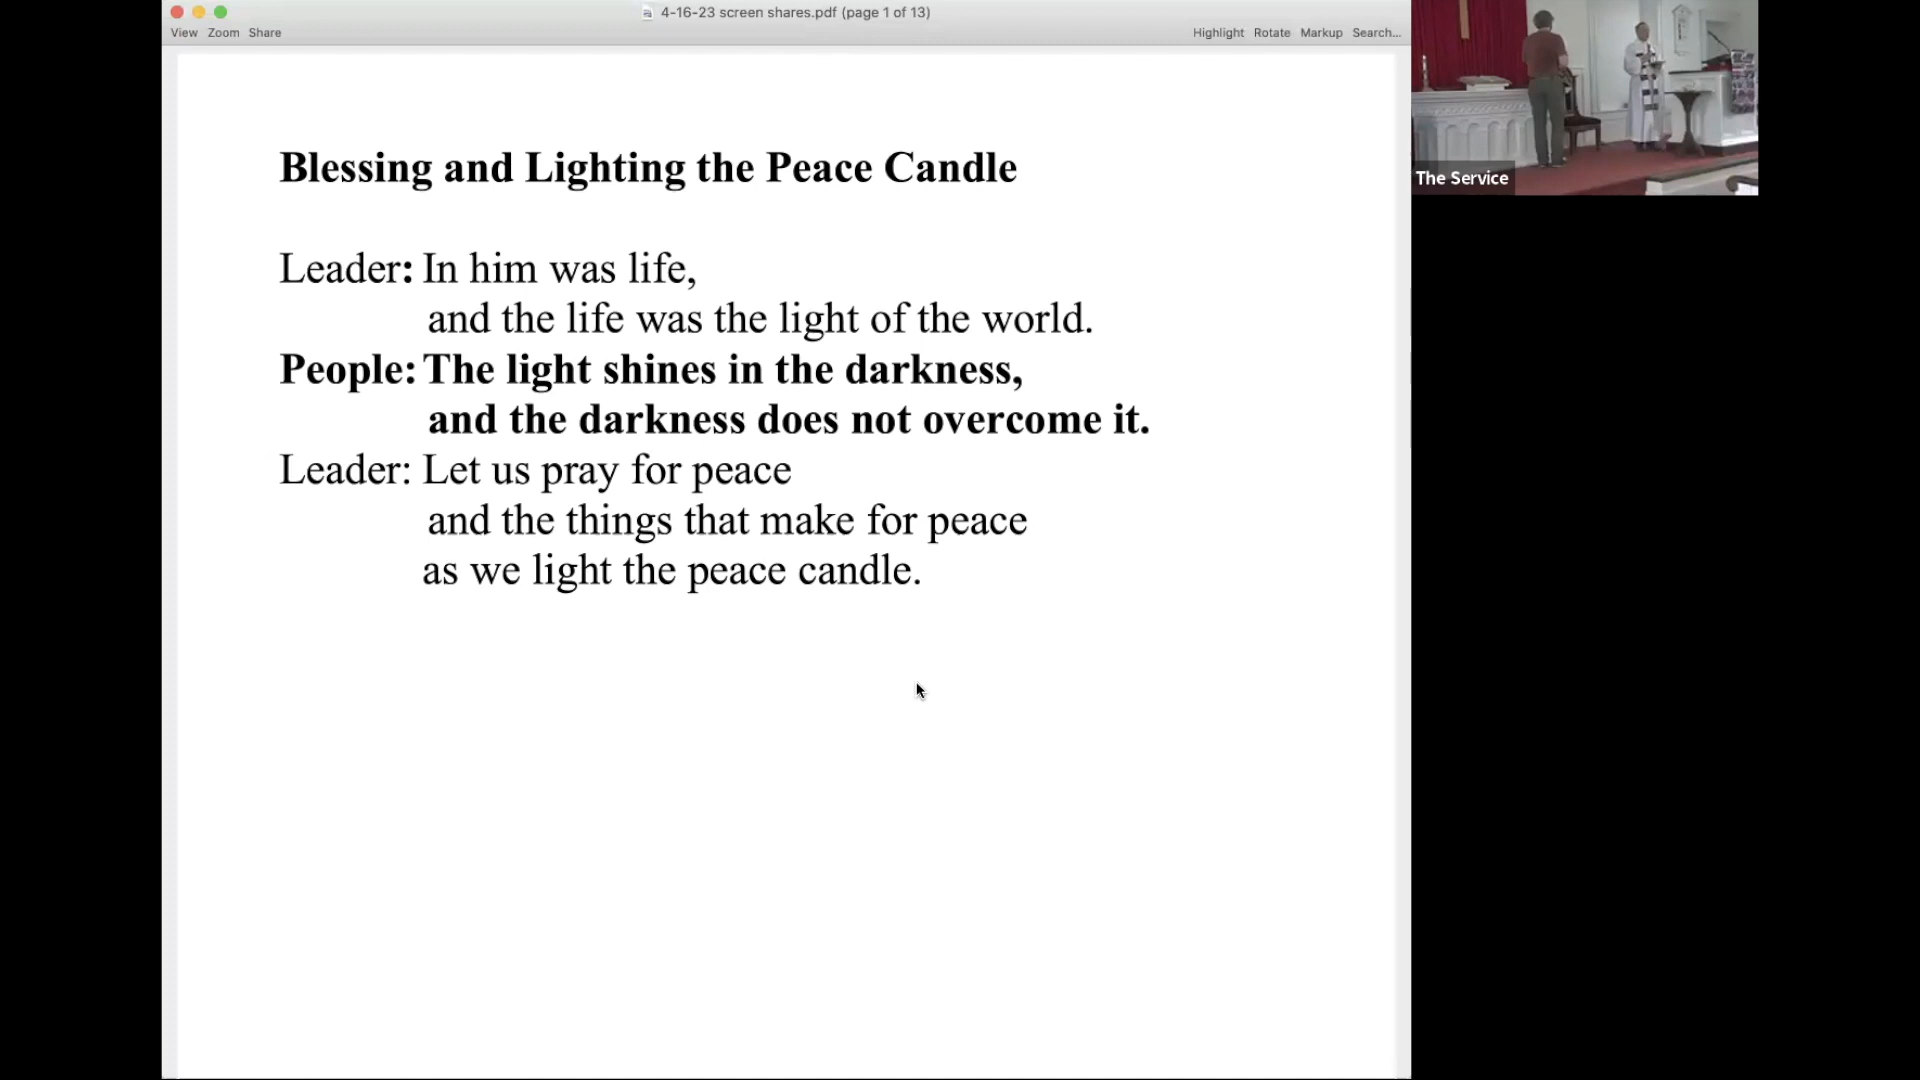 4-16-23 screen shares.pdf (page 1 of 13)
View Zoom Share
Highlight Rotate Markup Search...
Blessing and Lighting the Peace Candle
Leader: In him was life,
and the life was the light of the world.
People: The light shines in the darkness,
and the darkness does not overcome it.
Leader: Let us pray for peace
and the things that make for peace
as we light the peace candle.
The Service